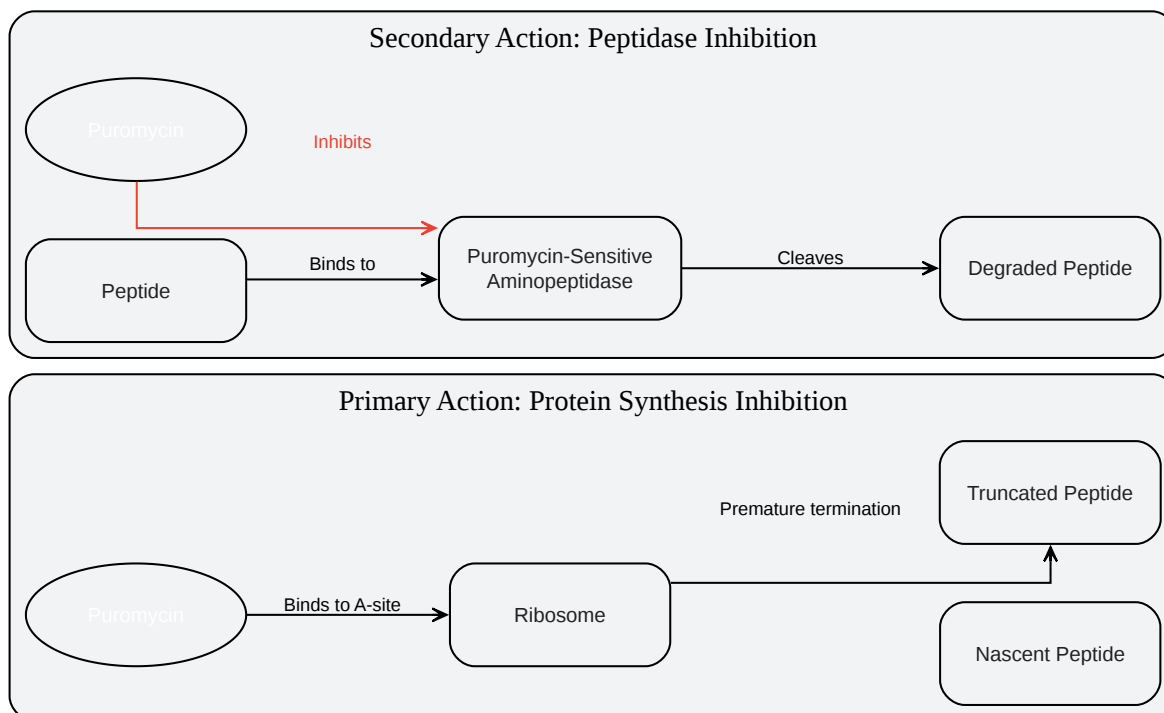 Secondary Action: Peptidase Inhibition
Puromycin
Inhibits
Peptide
Binds to
Puromycin-Sensitive
Aminopeptidase
Cleaves
Degraded Peptide
Primary Action: Protein Synthesis Inhibition
Truncated Peptide
Premature termination
Puromycin
Binds to A-site
Ribosome
Nascent Peptide